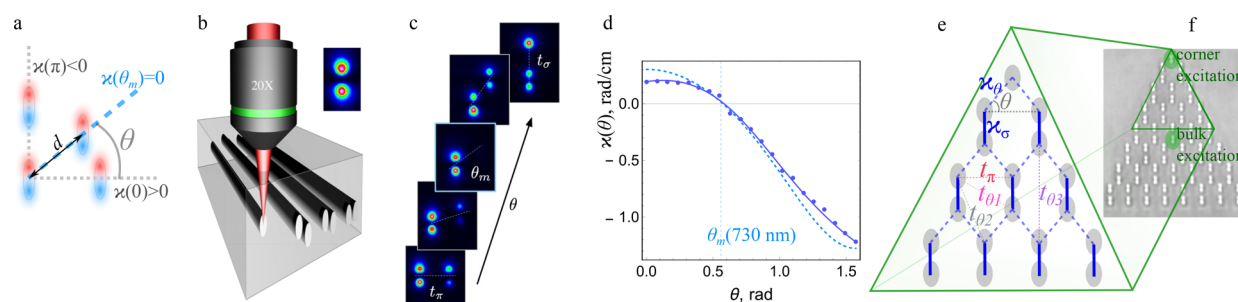 a
ϰ(π)<0
ϰ(θm)=0
d
θ
ϰ(0)>0
b
20X
c
tσ
θm
θ
tπ
d
ϰ(θ), rad/cm
0.0
- 0.5
- 1.0
0.0
0.5
1.0
1.5
θm(730 nm)
θ, rad
e
ϰθ
θ
ϰσ
tπ
tθ1
tθ2
tθ3
f
corner
excitation
bulk
excitation